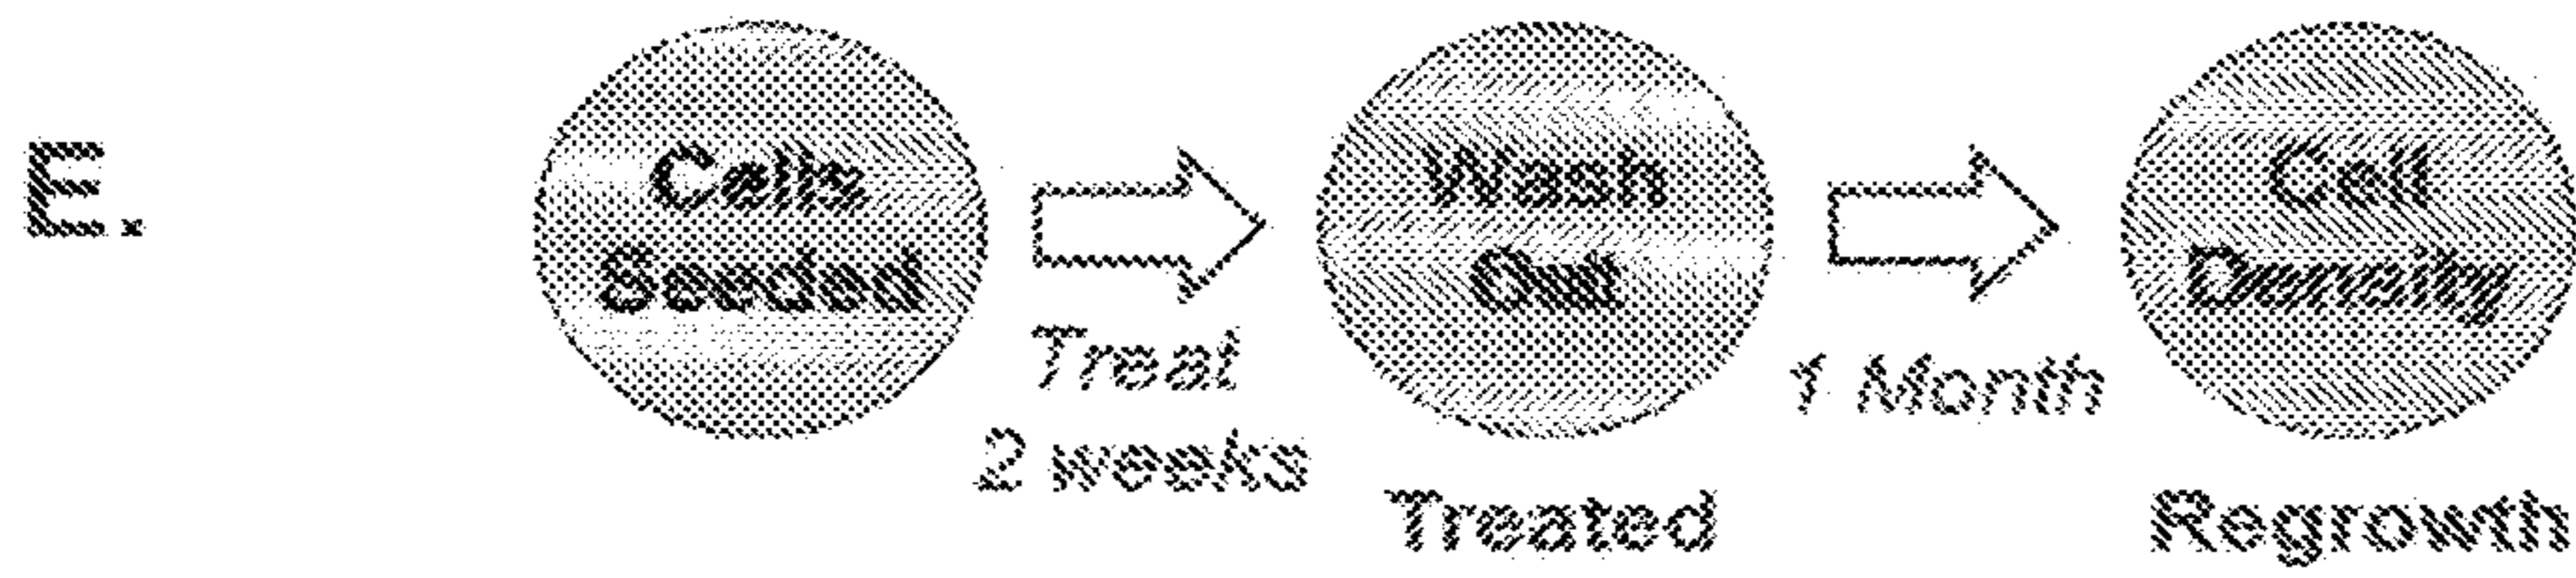 E.
Cells
Seeded
Treat
2 weeks
Wash
Out
Treated
1 Month
Cell
Density
Regrowth